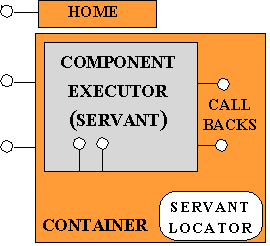 HOME
COMPONENT
EXECUTOR
(SERVANT)
CALL
BACKS
SERVANT
LOCATOR
CONTAINER